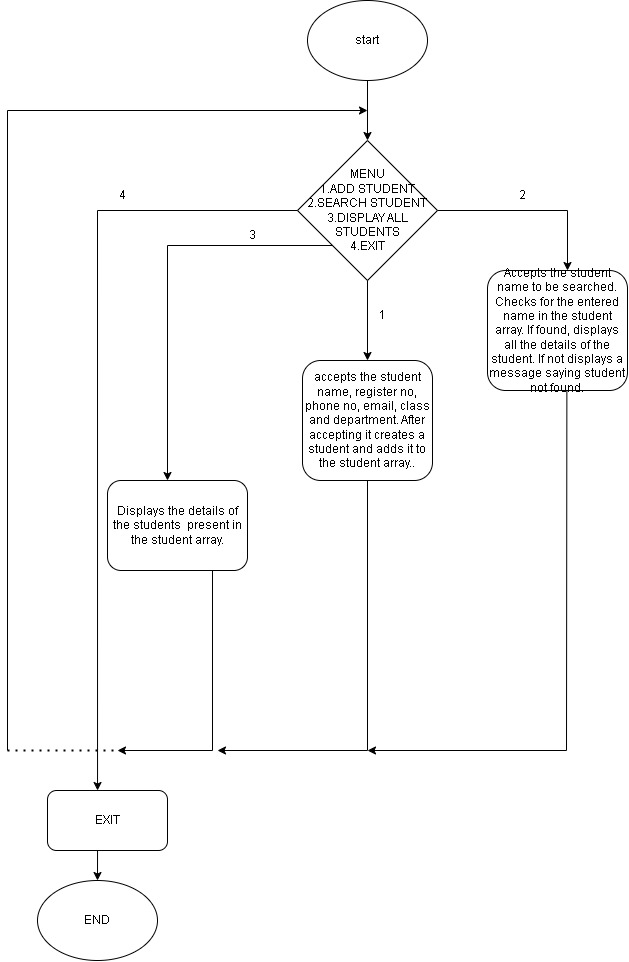 start
MENU
1.ADD STUDENT
2.SEARCH STUDENT
3.DISPLAY ALL
STUDENTS
4.EXIT
4
2
3
1
Accepts the student
name to be searched.
Checks for the entered
name in the student
array. If found, displays
all the details of the
student. If not displays a
message saying student
not found.
accepts the student
name, register no,
phone no, email, class
and department. After
accepting it creates a
student and adds it to
the student array..
Displays the details of
the students present in
the student array.
EXIT
END